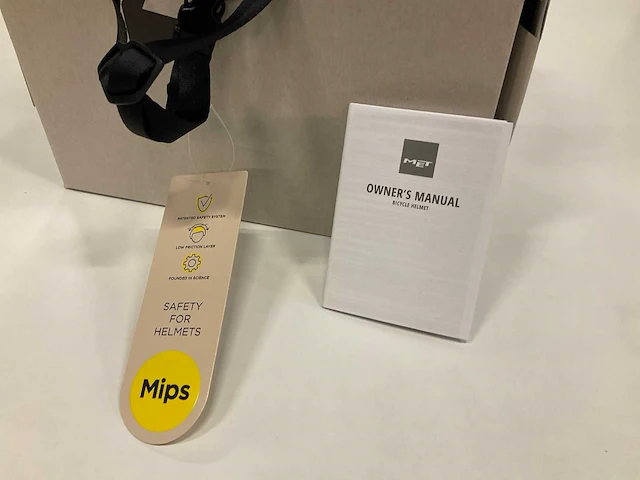 MET
OWNER'S MANUAL
BICYCLE HELMET
PATENTED SAFETY SYSTEM
LOW FRICTION LAYER
FOUNDED IN SCIENCE
SAFETY
FOR
HELMETS
Mips